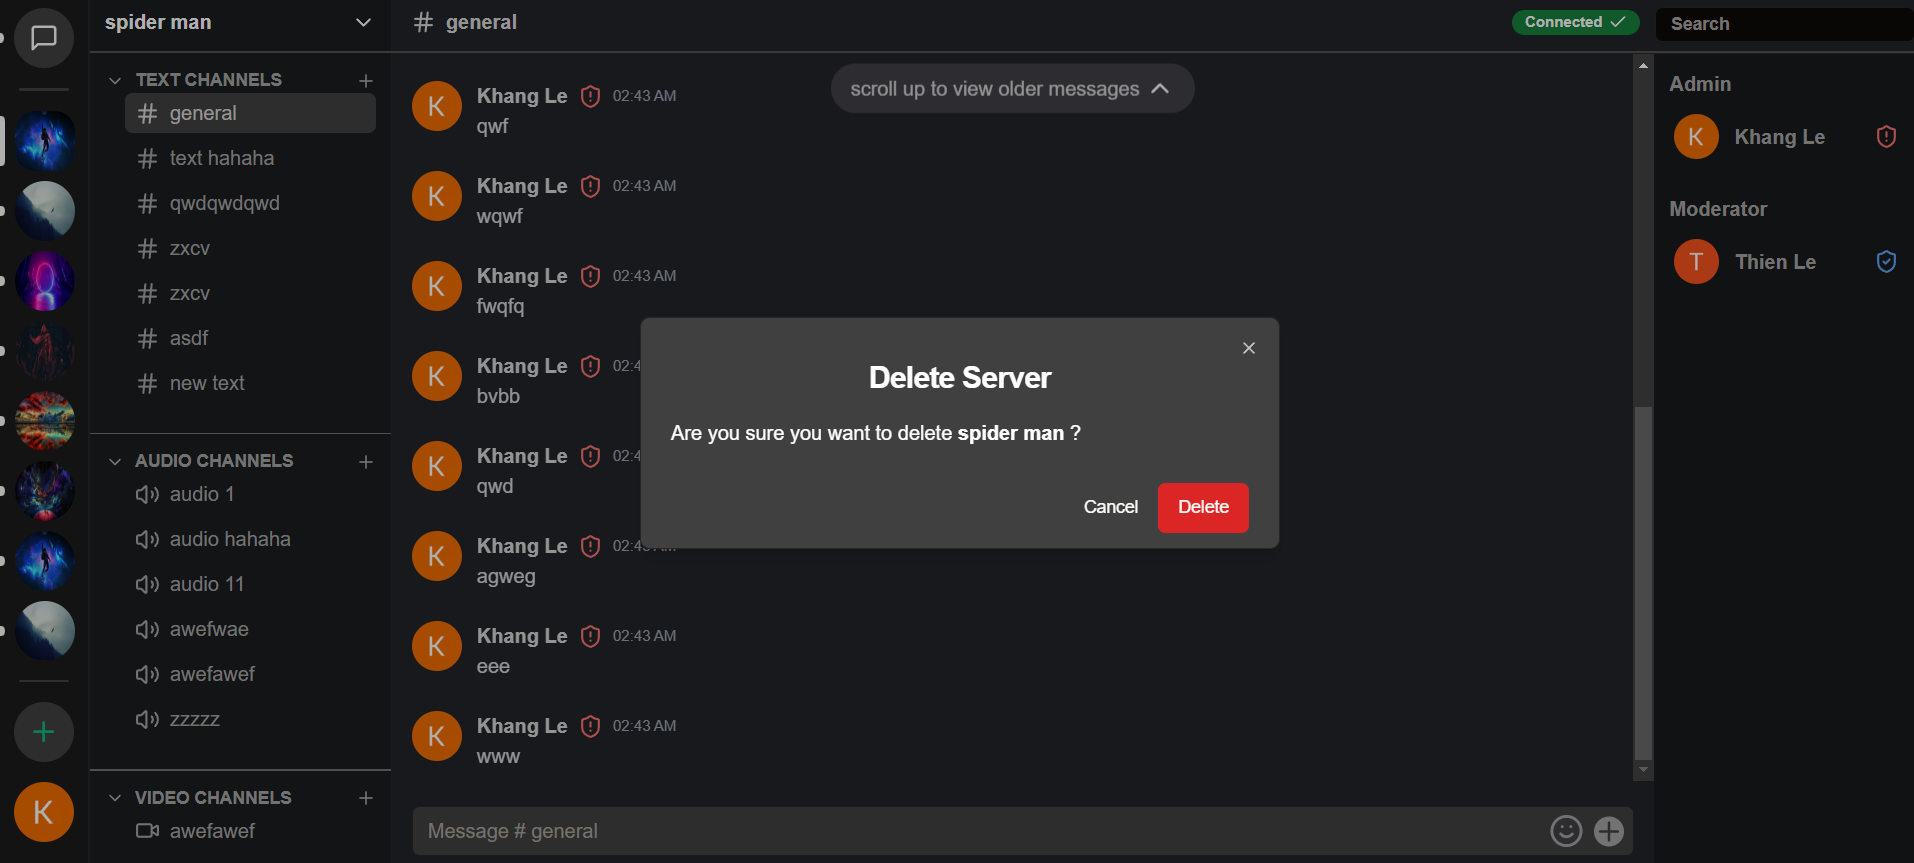 spider man
TEXT CHANNELS
general
text hahaha
qwdqwdqwd
zxcv
zxcv
asdf
new text
AUDIO CHANNELS
audio 1
audio hahaha
audio 11
awefwae
awefawef
zzzzz
VIDEO CHANNELS
awefawef
K
# general
Connected
Search
scroll up to view older messages
K
Khang Le 02:43 AM
qwf
K
Khang Le 02:43 AM
wqwf
K
Khang Le 02:43 AM
fwqfq
K
Khang Le 02:4
bvbb
K
Khang Le 02:4
qwd
K
Khang Le 02:4
agweg
K
Khang Le 02:43 AM
eee
K
Khang Le 02:43 AM
www
Message # general
Delete Server
Are you sure you want to delete spider man ?
Cancel
Delete
Admin
K
Khang Le
Moderator
T
Thien Le